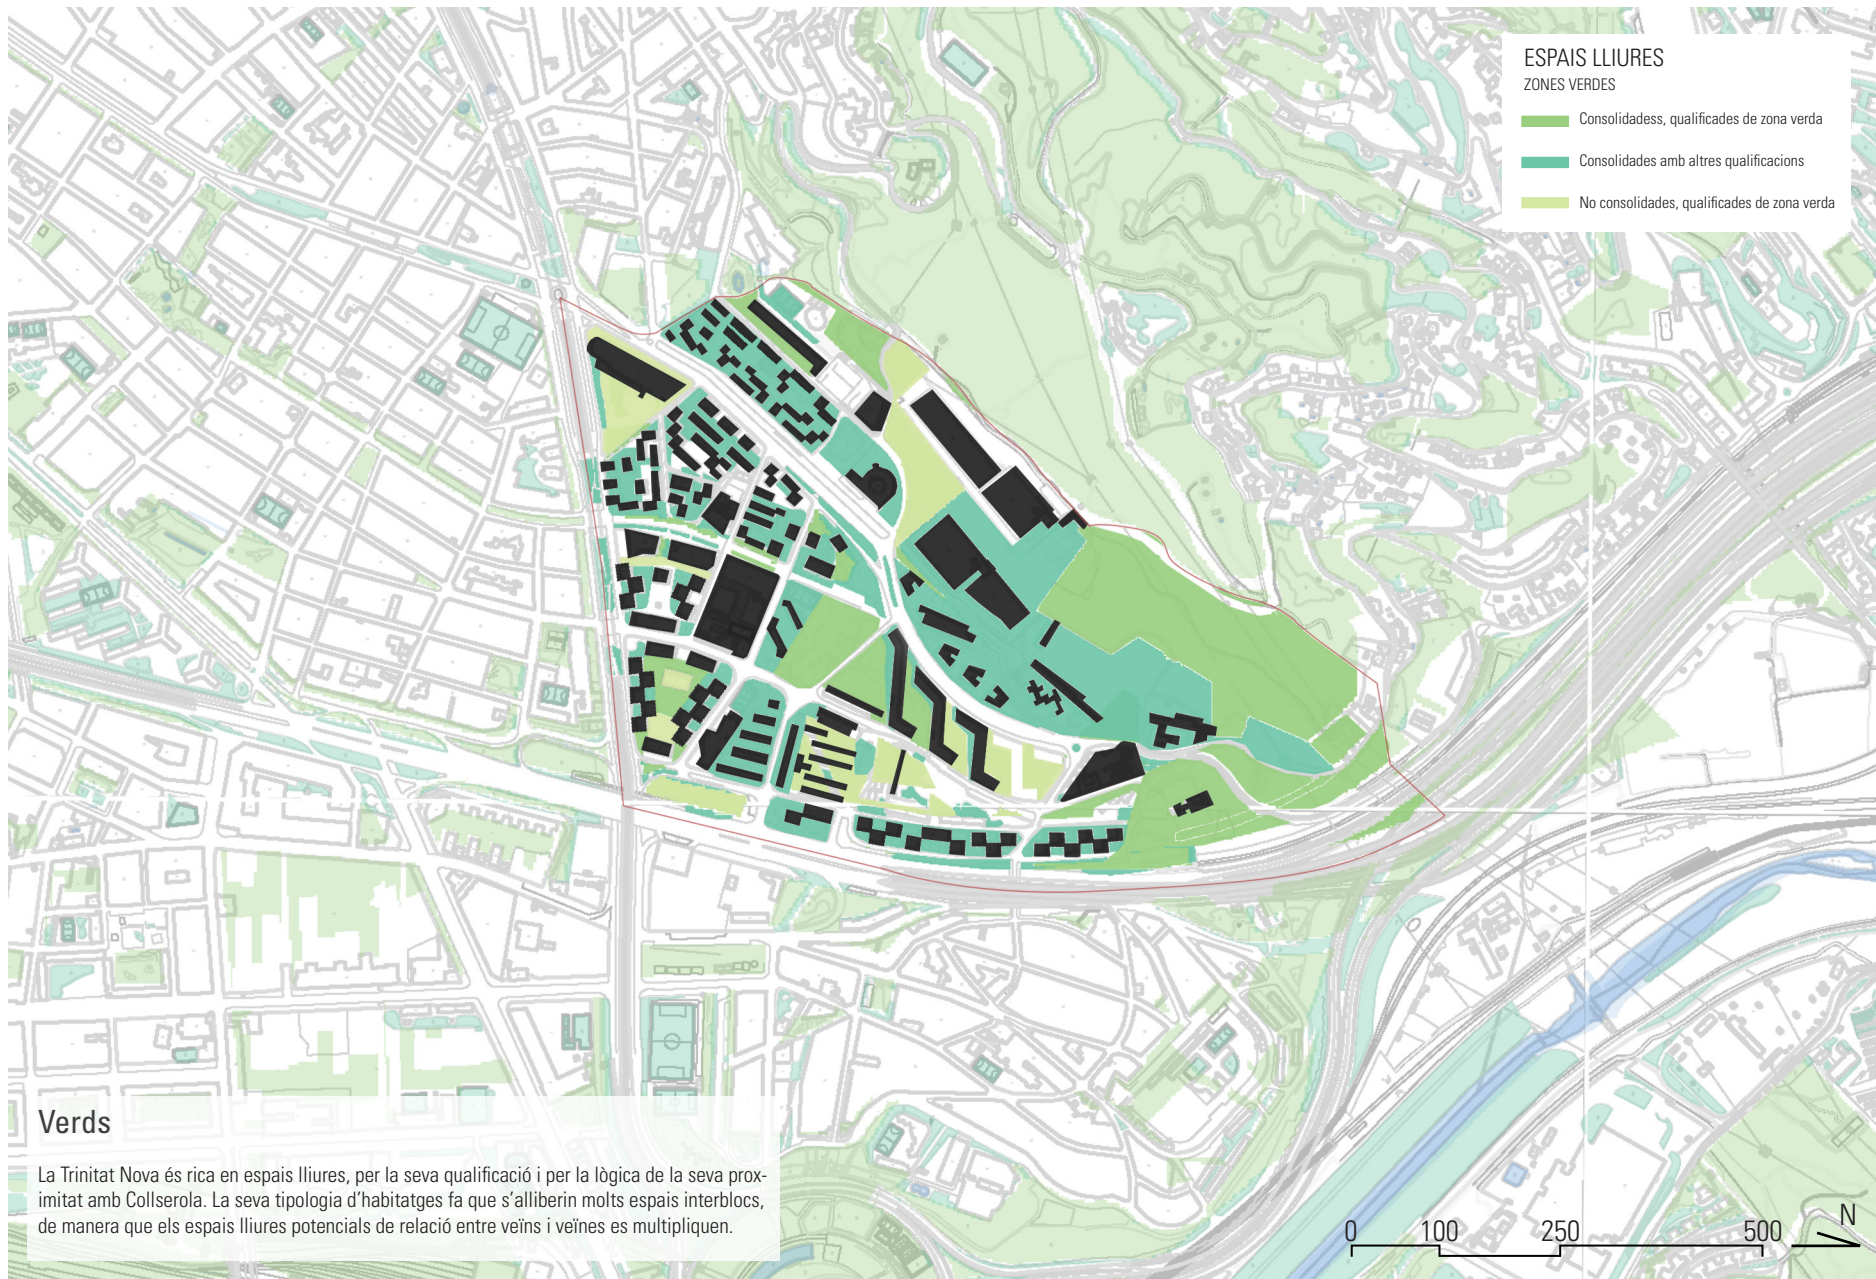 ESPAIS LLIURES
ZONES VERDES
Consolidadess, qualificades de zona verda
Consolidades amb altres qualificacions
No consolidades, qualificades de zona verda
Verds
La Trinitat Nova és rica en espais lliures, per la seva qualificació i per la lògica de la seva prox-
imitat amb Collserola. La seva tipologia d'habitatges fa que s'alliberin molts espais interblocs,
de manera que els espais lliures potencials de relació entre veïns i veïnes es multipliquen.
0 100 250 500 N